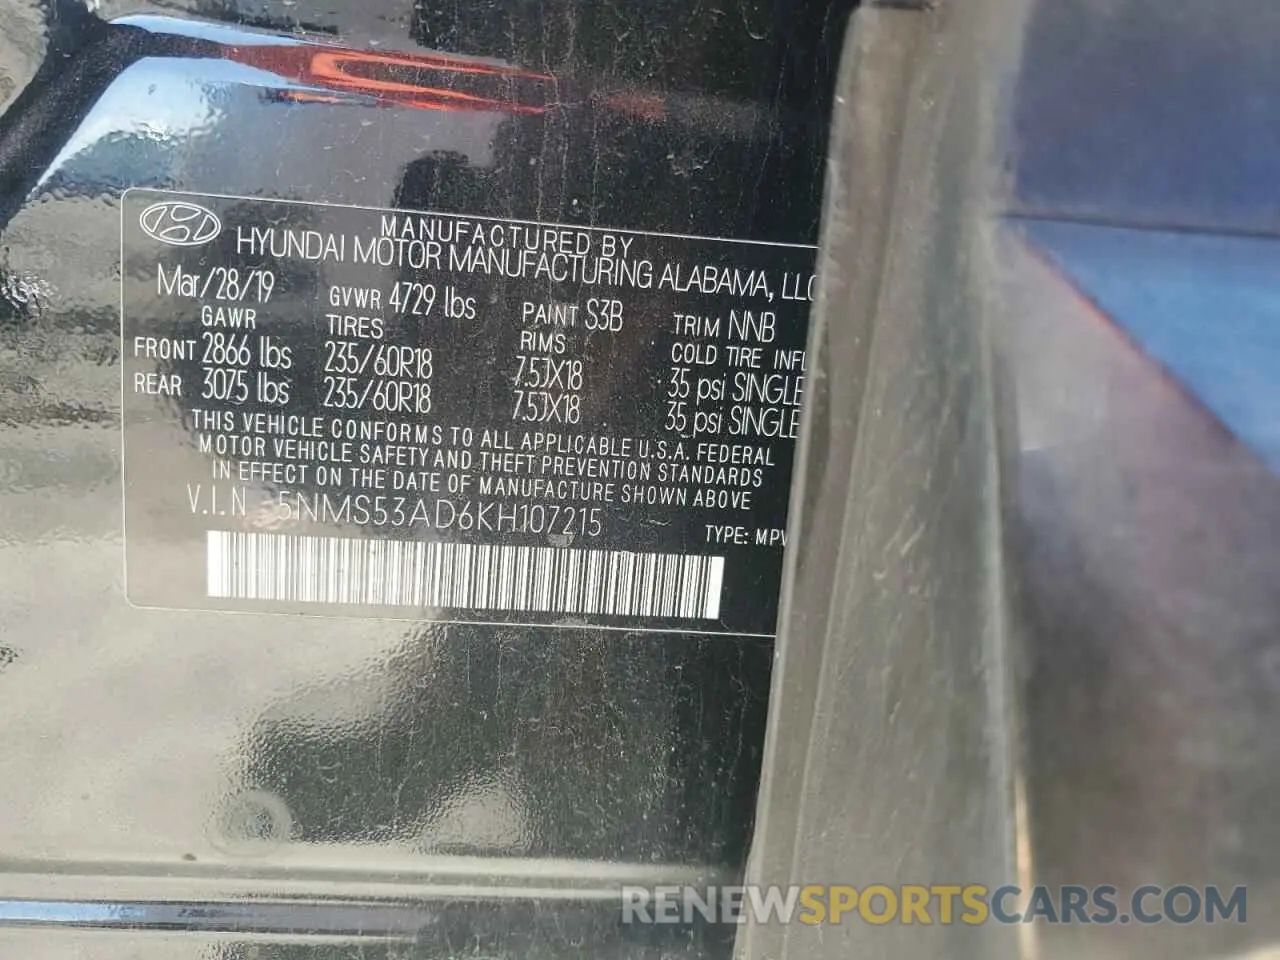 MANUFACTURED BY
HYUNDAI MOTOR MANUFACTURING ALABAMA, LLC
Mar/28/19 GVWR 4729 lbs PAINT S3B TRIM NNB
GAWR TIRES RIMS COLD TIRE INFL
FRONT 2866 lbs 235/60R18 7.5JX18 35 psi SINGLE
REAR 3075 lbs 235/60R18 7.5JX18 35 psi SINGLE
THIS VEHICLE CONFORMS TO ALL APPLICABLE U.S.A. FEDERAL
MOTOR VEHICLE SAFETY AND THEFT PREVENTION STANDARDS
IN EFFECT ON THE DATE OF MANUFACTURE SHOWN ABOVE
V.I.N 5NMS53AD6KH107215 TYPE: MPV
RENEWSPORTSCARS.COM